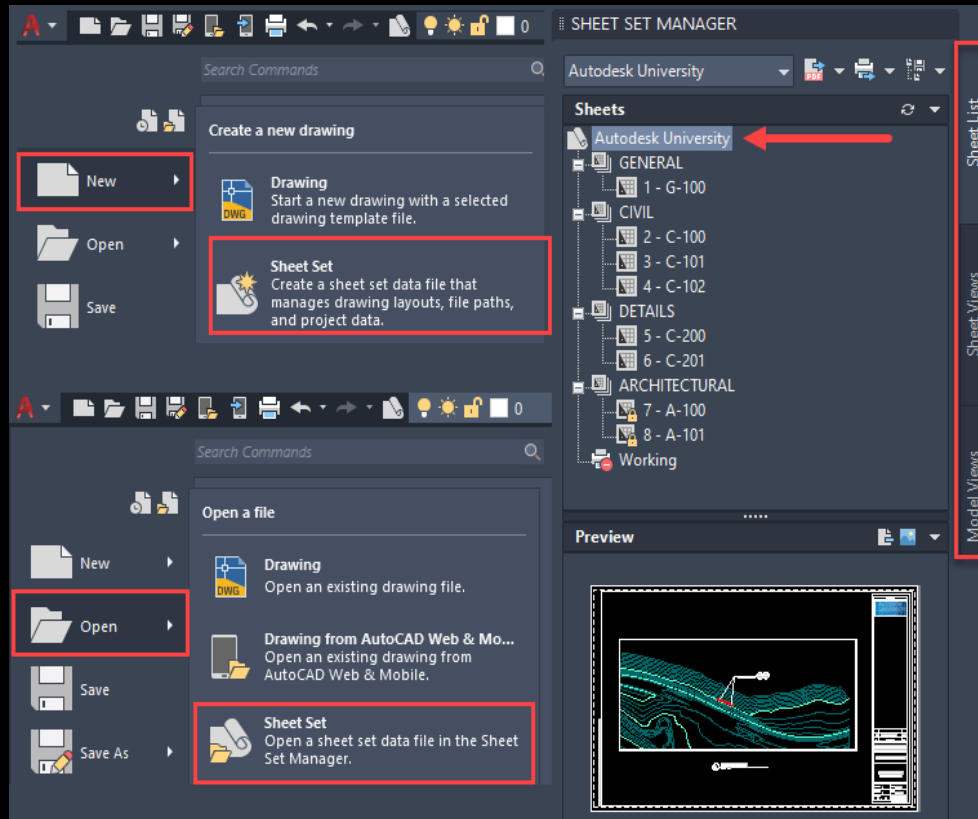 0
Search Commands
Create a new drawing
New
Drawing
Start a new drawing with a selected
drawing template file.
Open
Sheet Set
Create a sheet set data file that
manages drawing layouts, file paths,
and project data.
Save
0
Search Commands
Open a file
New
Drawing
Open an existing drawing file.
DWG
Open
Drawing from AutoCAD Web & Mo...
Open an existing drawing from
AutoCAD Web & Mobile.
Save
Sheet Set
Open a sheet set data file in the Sheet
Set Manager.
Save As
SHEET SET MANAGER
Autodesk University
PDF
Sheets
Autodesk University
GENERAL
1 - G-100
CIVIL
2 - C-100
3 - C-101
4 - C-102
DETAILS
5 - C-200
6 - C-201
ARCHITECTURAL
7 - A-100
8 - A-101
Working
Preview
Sheet List
Sheet Views
Model Views
DWG